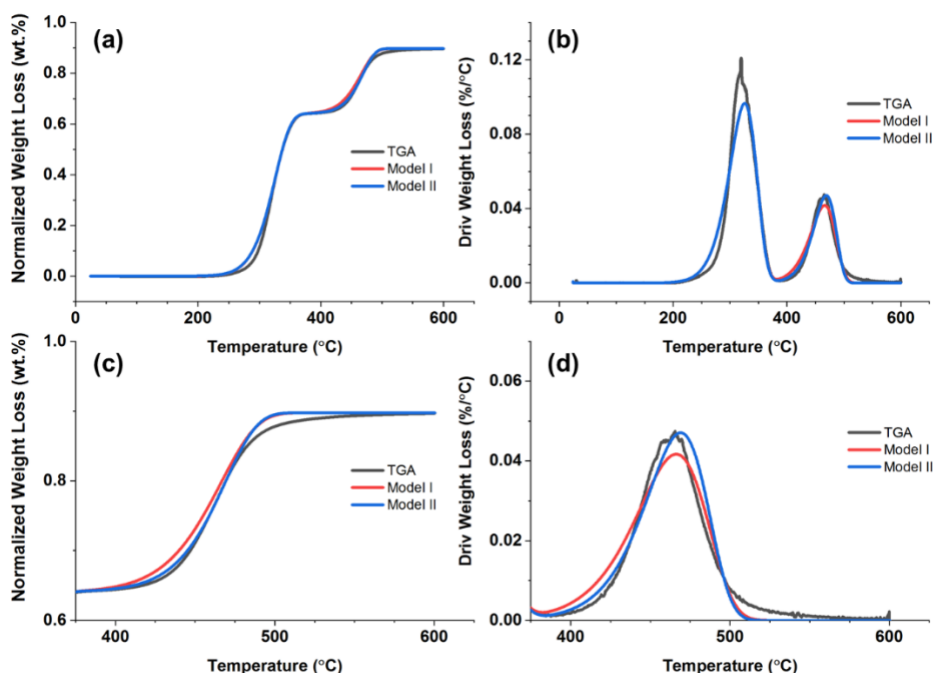 (a)
Normalized Weight Loss (wt.%)
1.0
0.8
0.6
0.4
0.2
0.0
TGA
Model I
Model II
0
200
400
600
Temperature (°C)
(b)
Driv Weight Loss (%/°C)
0.12
0.08
0.04
0.00
TGA
Model I
Model II
0
200
400
600
Temperature (°C)
(c)
Normalized Weight Loss (wt.%)
1.0
0.8
0.6
TGA
Model I
Model II
400
500
600
Temperature (°C)
(d)
Driv Weight Loss (%/°C)
0.06
0.04
0.02
0.00
TGA
Model I
Model II
400
500
600
Temperature (°C)